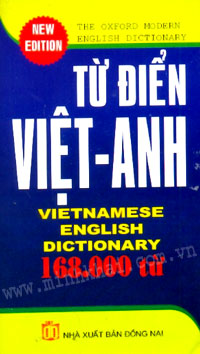 NEW
EDITION
THE OXFORD MODERN
ENGLISH DICTIONARY
TỪ ĐIỂN
VIỆT-ANH
VIETNAMESE
ENGLISH
DICTIONARY
168.000 từ
NHÀ XUẤT BẢN ĐỒNG NAI